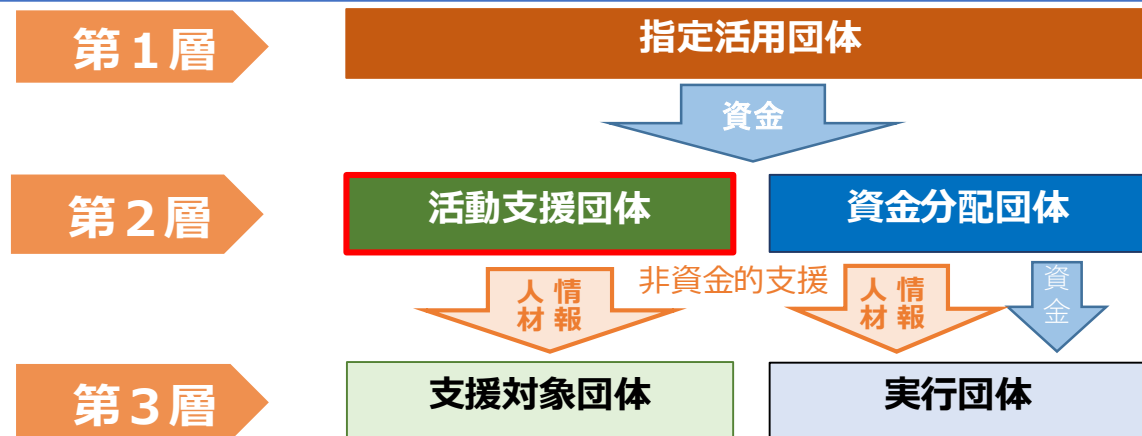 第1層
指定活用団体
資金
第2層
活動支援団体
資金分配団体
非資金的支援
人材
情報
人材
情報
資金
第3層
支援対象団体
実行団体